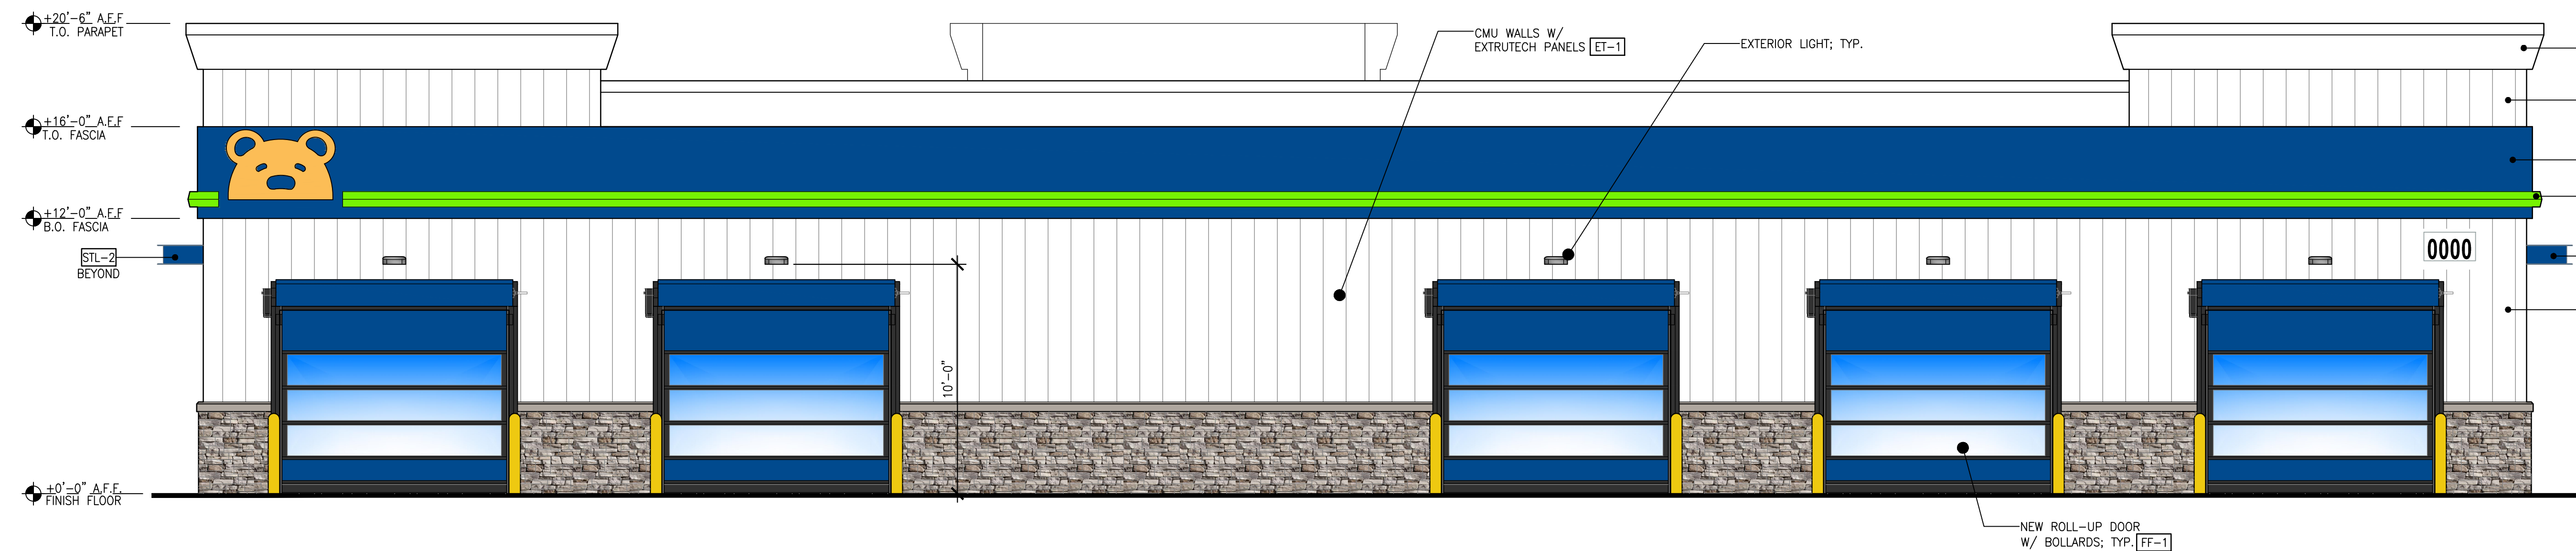 +20'-6" A.F.F
T.O. PARAPET
CMU WALLS W/
EXTRUTECH PANELS ET-1
EXTERIOR LIGHT; TYP.
+16'-0" A.F.F
T.O. FASCIA
+12'-0" A.F.F
B.O. FASCIA
STL-2
BEYOND
0000
10'-0"
+0'-0" A.F.F.
FINISH FLOOR
NEW ROLL-UP DOOR
W/ BOLLARDS; TYP. FF-1